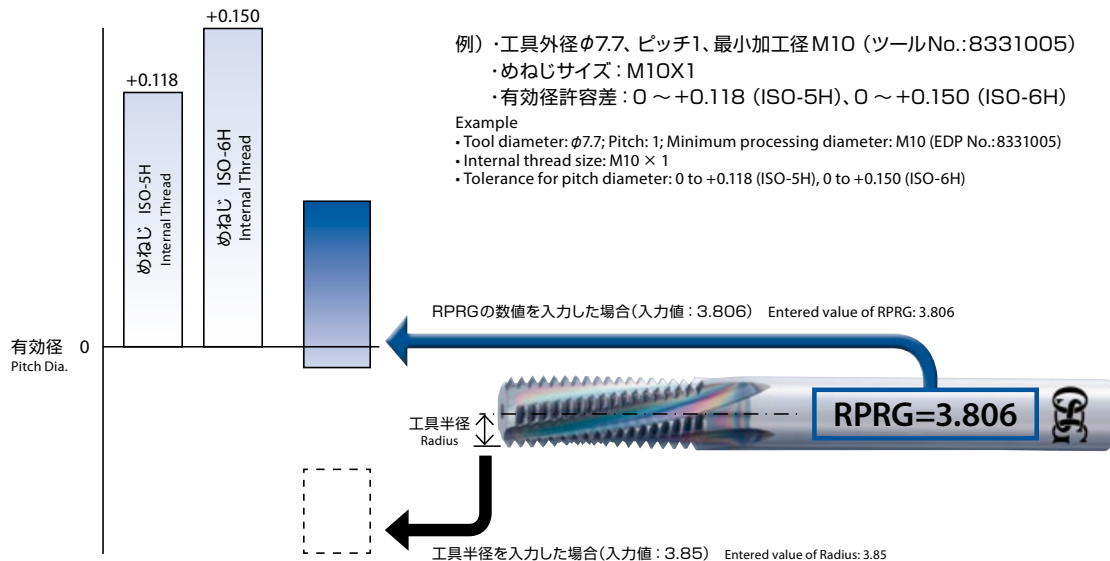 +0.150
+0.118
めねじ ISO-5H
Internal Thread
めねじ ISO-6H
Internal Thread
例）・工具外径φ7.7、ピッチ1、最小加工径M10（ツールNo.:8331005）
・めねじサイズ：M10X1
・有効径許容差：0 ～+0.118（ISO-5H）、0 ～+0.150（ISO-6H）
Example
• Tool diameter: φ7.7; Pitch: 1; Minimum processing diameter: M10 (EDP No.:8331005)
• Internal thread size: M10 × 1
• Tolerance for pitch diameter: 0 to +0.118 (ISO-5H), 0 to +0.150 (ISO-6H)
RPRGの数値を入力した場合（入力値：3.806） Entered value of RPRG: 3.806
有効径 0
Pitch Dia.
工具半径
Radius
RPRG=3.806
OSG
工具半径を入力した場合（入力値：3.85） Entered value of Radius: 3.85